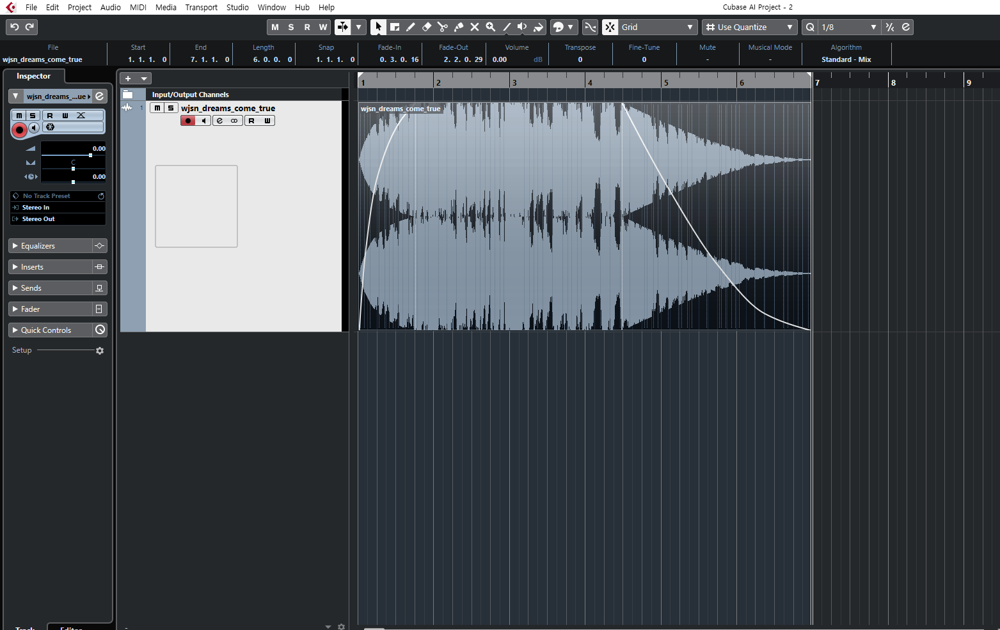 File Edit Project Audio MIDI Media Transport Studio Window Hub Help Cubase AI Project - 2
M S R W Grid Use Quantize Q 1/8
File Start End Length Snap Fade-In Fade-Out Volume Transpose Fine-Tune Mute Musical Mode Algorithm
wjsn_dreams_come_true 1. 1. 1. 0 7. 1. 1. 0 6. 0. 0. 0 1. 1. 1. 0 0. 3. 0. 16 2. 2. 0. 29 0.00 dB 0 0 - - Standard - Mix
Inspector
+
1 2 3 4 5 6 7 8 9
wjsn_dreams_...ue e
Input/Output Channels
M S R W
1 M S wjsn_dreams_come_true
e R W
wjsn_dreams_come_true
0.00
C
0.00
No Track Preset
Stereo In
Stereo Out
Equalizers
Inserts
Sends
Fader
Quick Controls
Setup
Track Editor